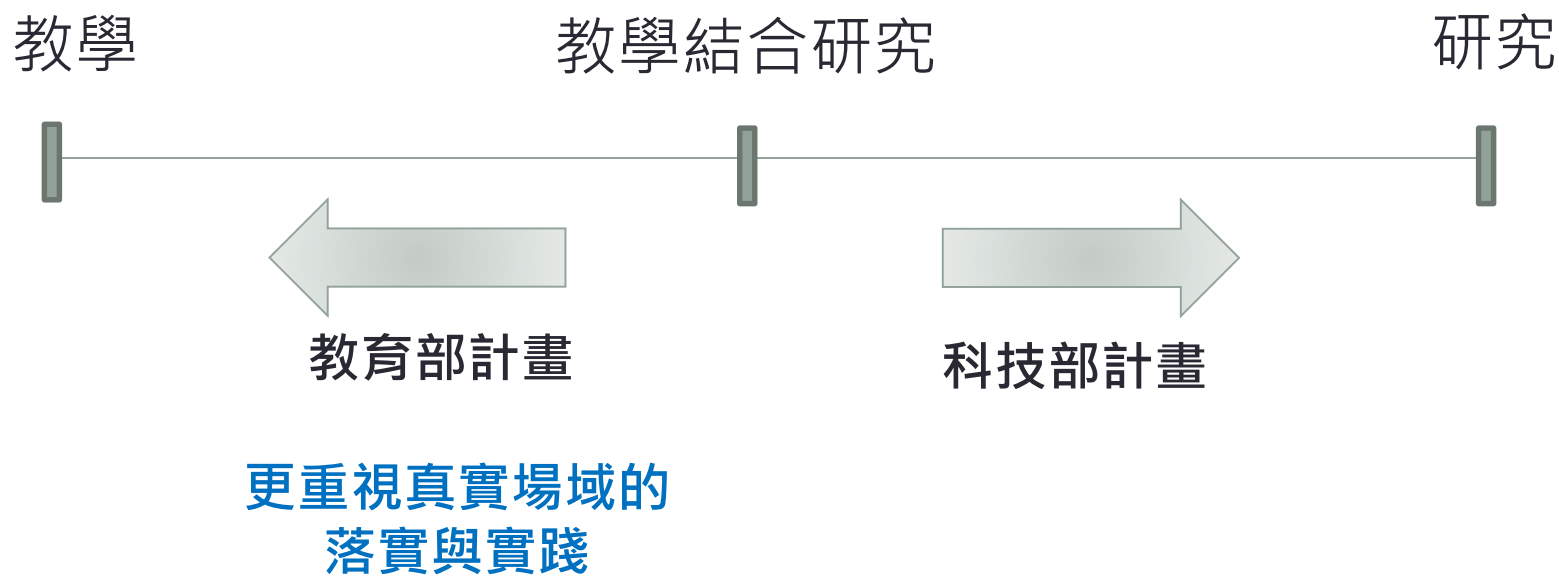 教學
教學結合研究
研究
教育部計畫
科技部計畫
更重視真實場域的
落實與實踐